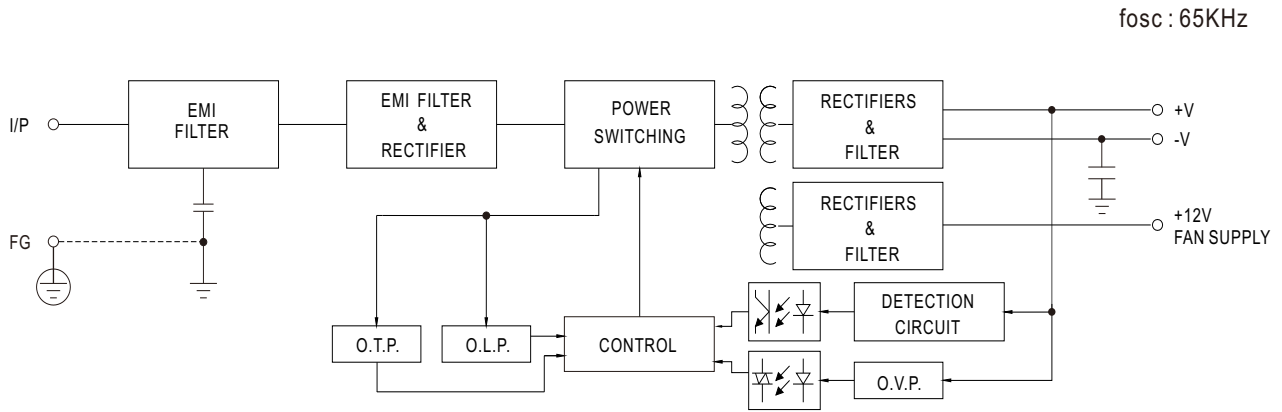 fosc : 65KHz
I/P
EMI
FILTER
EMI FILTER
&
RECTIFIER
POWER
SWITCHING
RECTIFIERS
&
FILTER
+V
-V
RECTIFIERS
&
FILTER
+12V
FAN SUPPLY
FG
O.T.P.
O.L.P.
CONTROL
DETECTION
CIRCUIT
O.V.P.